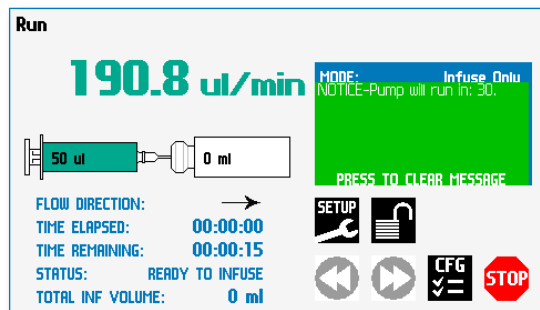 Run
190.8 ul/min
MODE: Infuse Only
NOTICE-Pump will run in: 30.
PRESS TO CLEAR MESSAGE
50 ul
0 ml
FLOW DIRECTION:
TIME ELAPSED: 00:00:00
TIME REMAINING: 00:00:15
STATUS: READY TO INFUSE
TOTAL INF VOLUME: 0 ml
SETUP
CFG
STOP